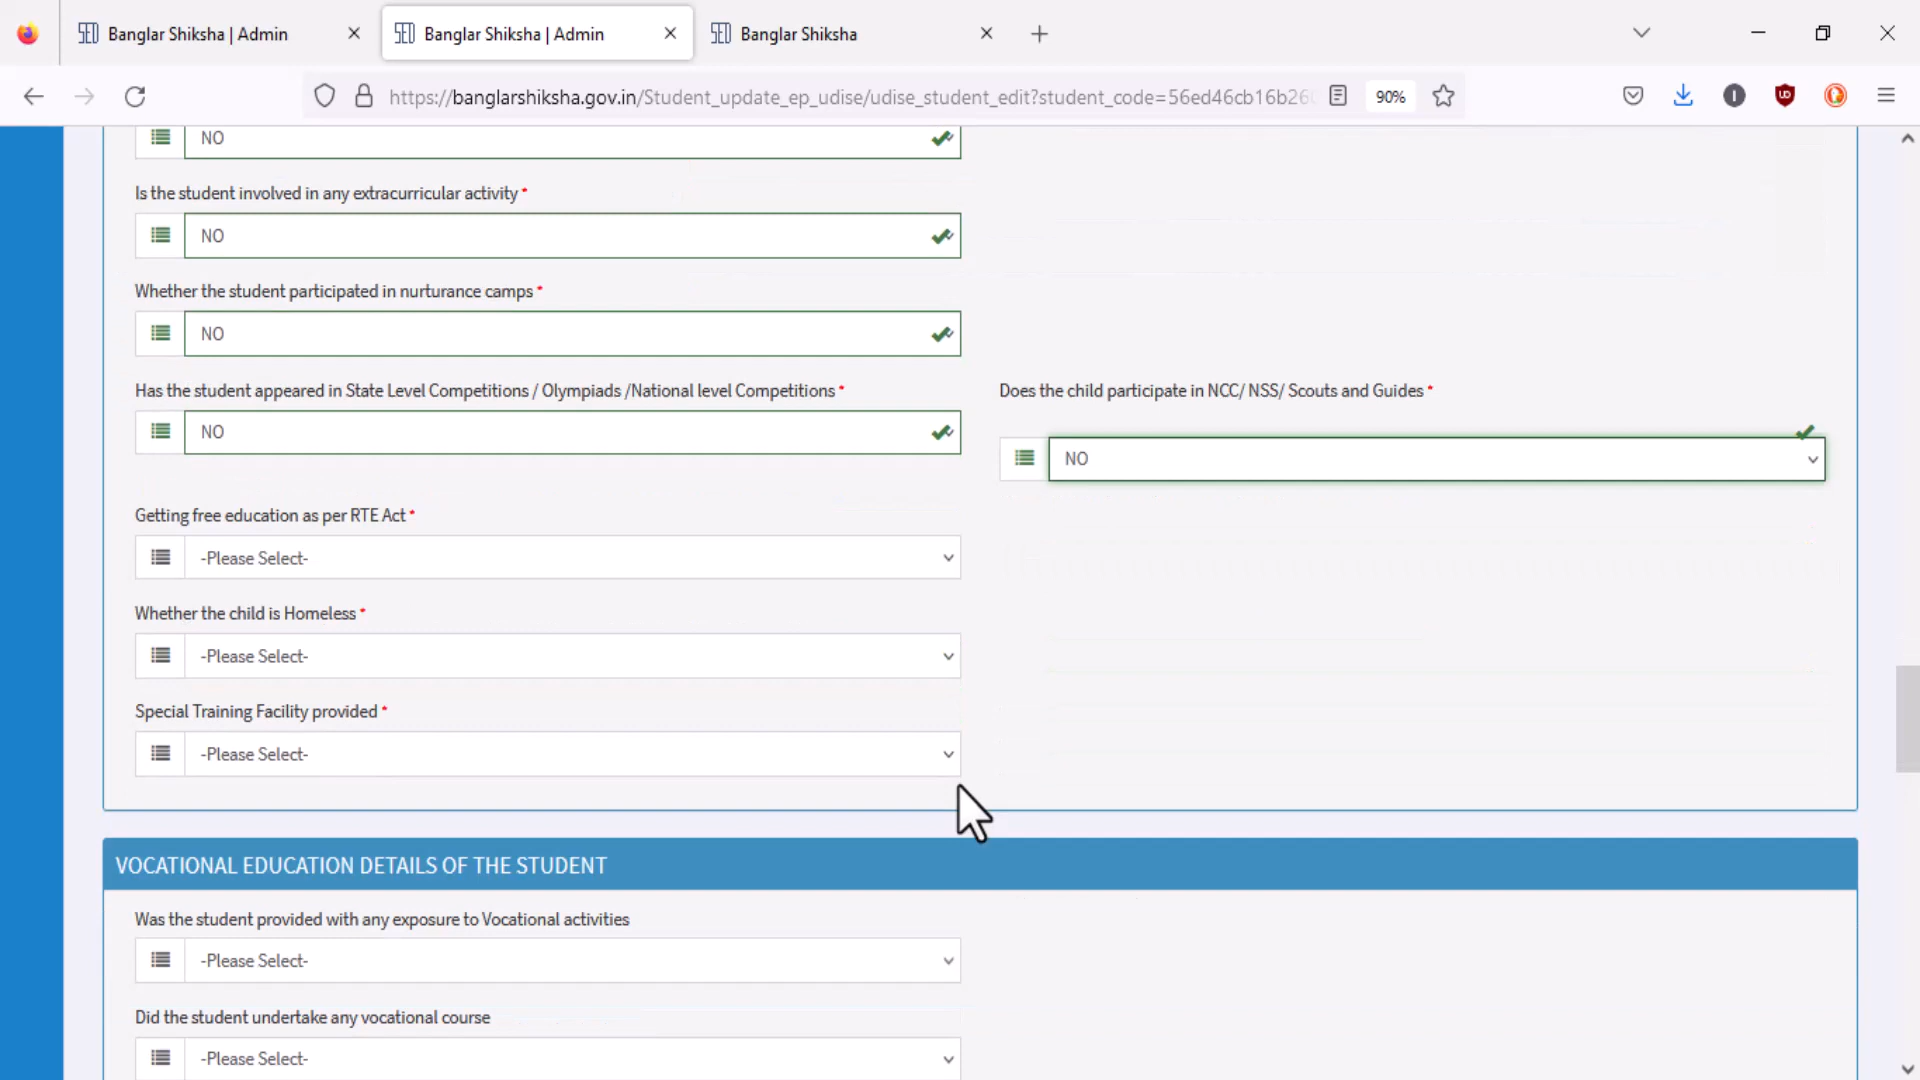 Banglar Shiksha | Admin
Banglar Shiksha | Admin
Banglar Shiksha
https://banglarshiksha.gov.in/Student_update_ep_udise/udise_student_edit?student_code=56ed46cb16b260
90%
NO
Is the student involved in any extracurricular activity *
NO
Whether the student participated in nurturance camps *
NO
Has the student appeared in State Level Competitions / Olympiads /National level Competitions *
NO
Does the child participate in NCC/ NSS/ Scouts and Guides *
NO
Getting free education as per RTE Act *
-Please Select-
Whether the child is Homeless *
-Please Select-
Special Training Facility provided *
-Please Select-
VOCATIONAL EDUCATION DETAILS OF THE STUDENT
Was the student provided with any exposure to Vocational activities
-Please Select-
Did the student undertake any vocational course
-Please Select-